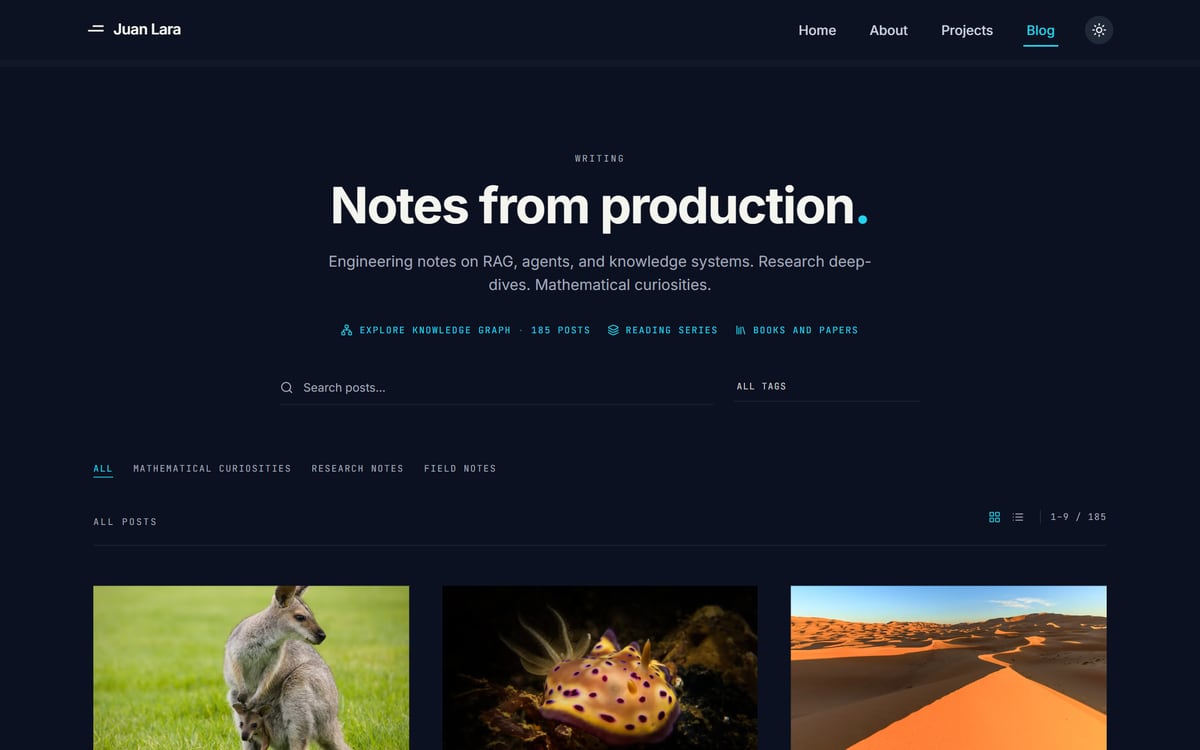 Juan Lara
Home About Projects Blog
WRITING
Notes from production.
Engineering notes on RAG, agents, and knowledge systems. Research deep-
dives. Mathematical curiosities.
EXPLORE KNOWLEDGE GRAPH · 185 POSTS READING SERIES BOOKS AND PAPERS
Search posts...
ALL TAGS
ALL MATHEMATICAL CURIOSITIES RESEARCH NOTES FIELD NOTES
ALL POSTS
1–9 / 185